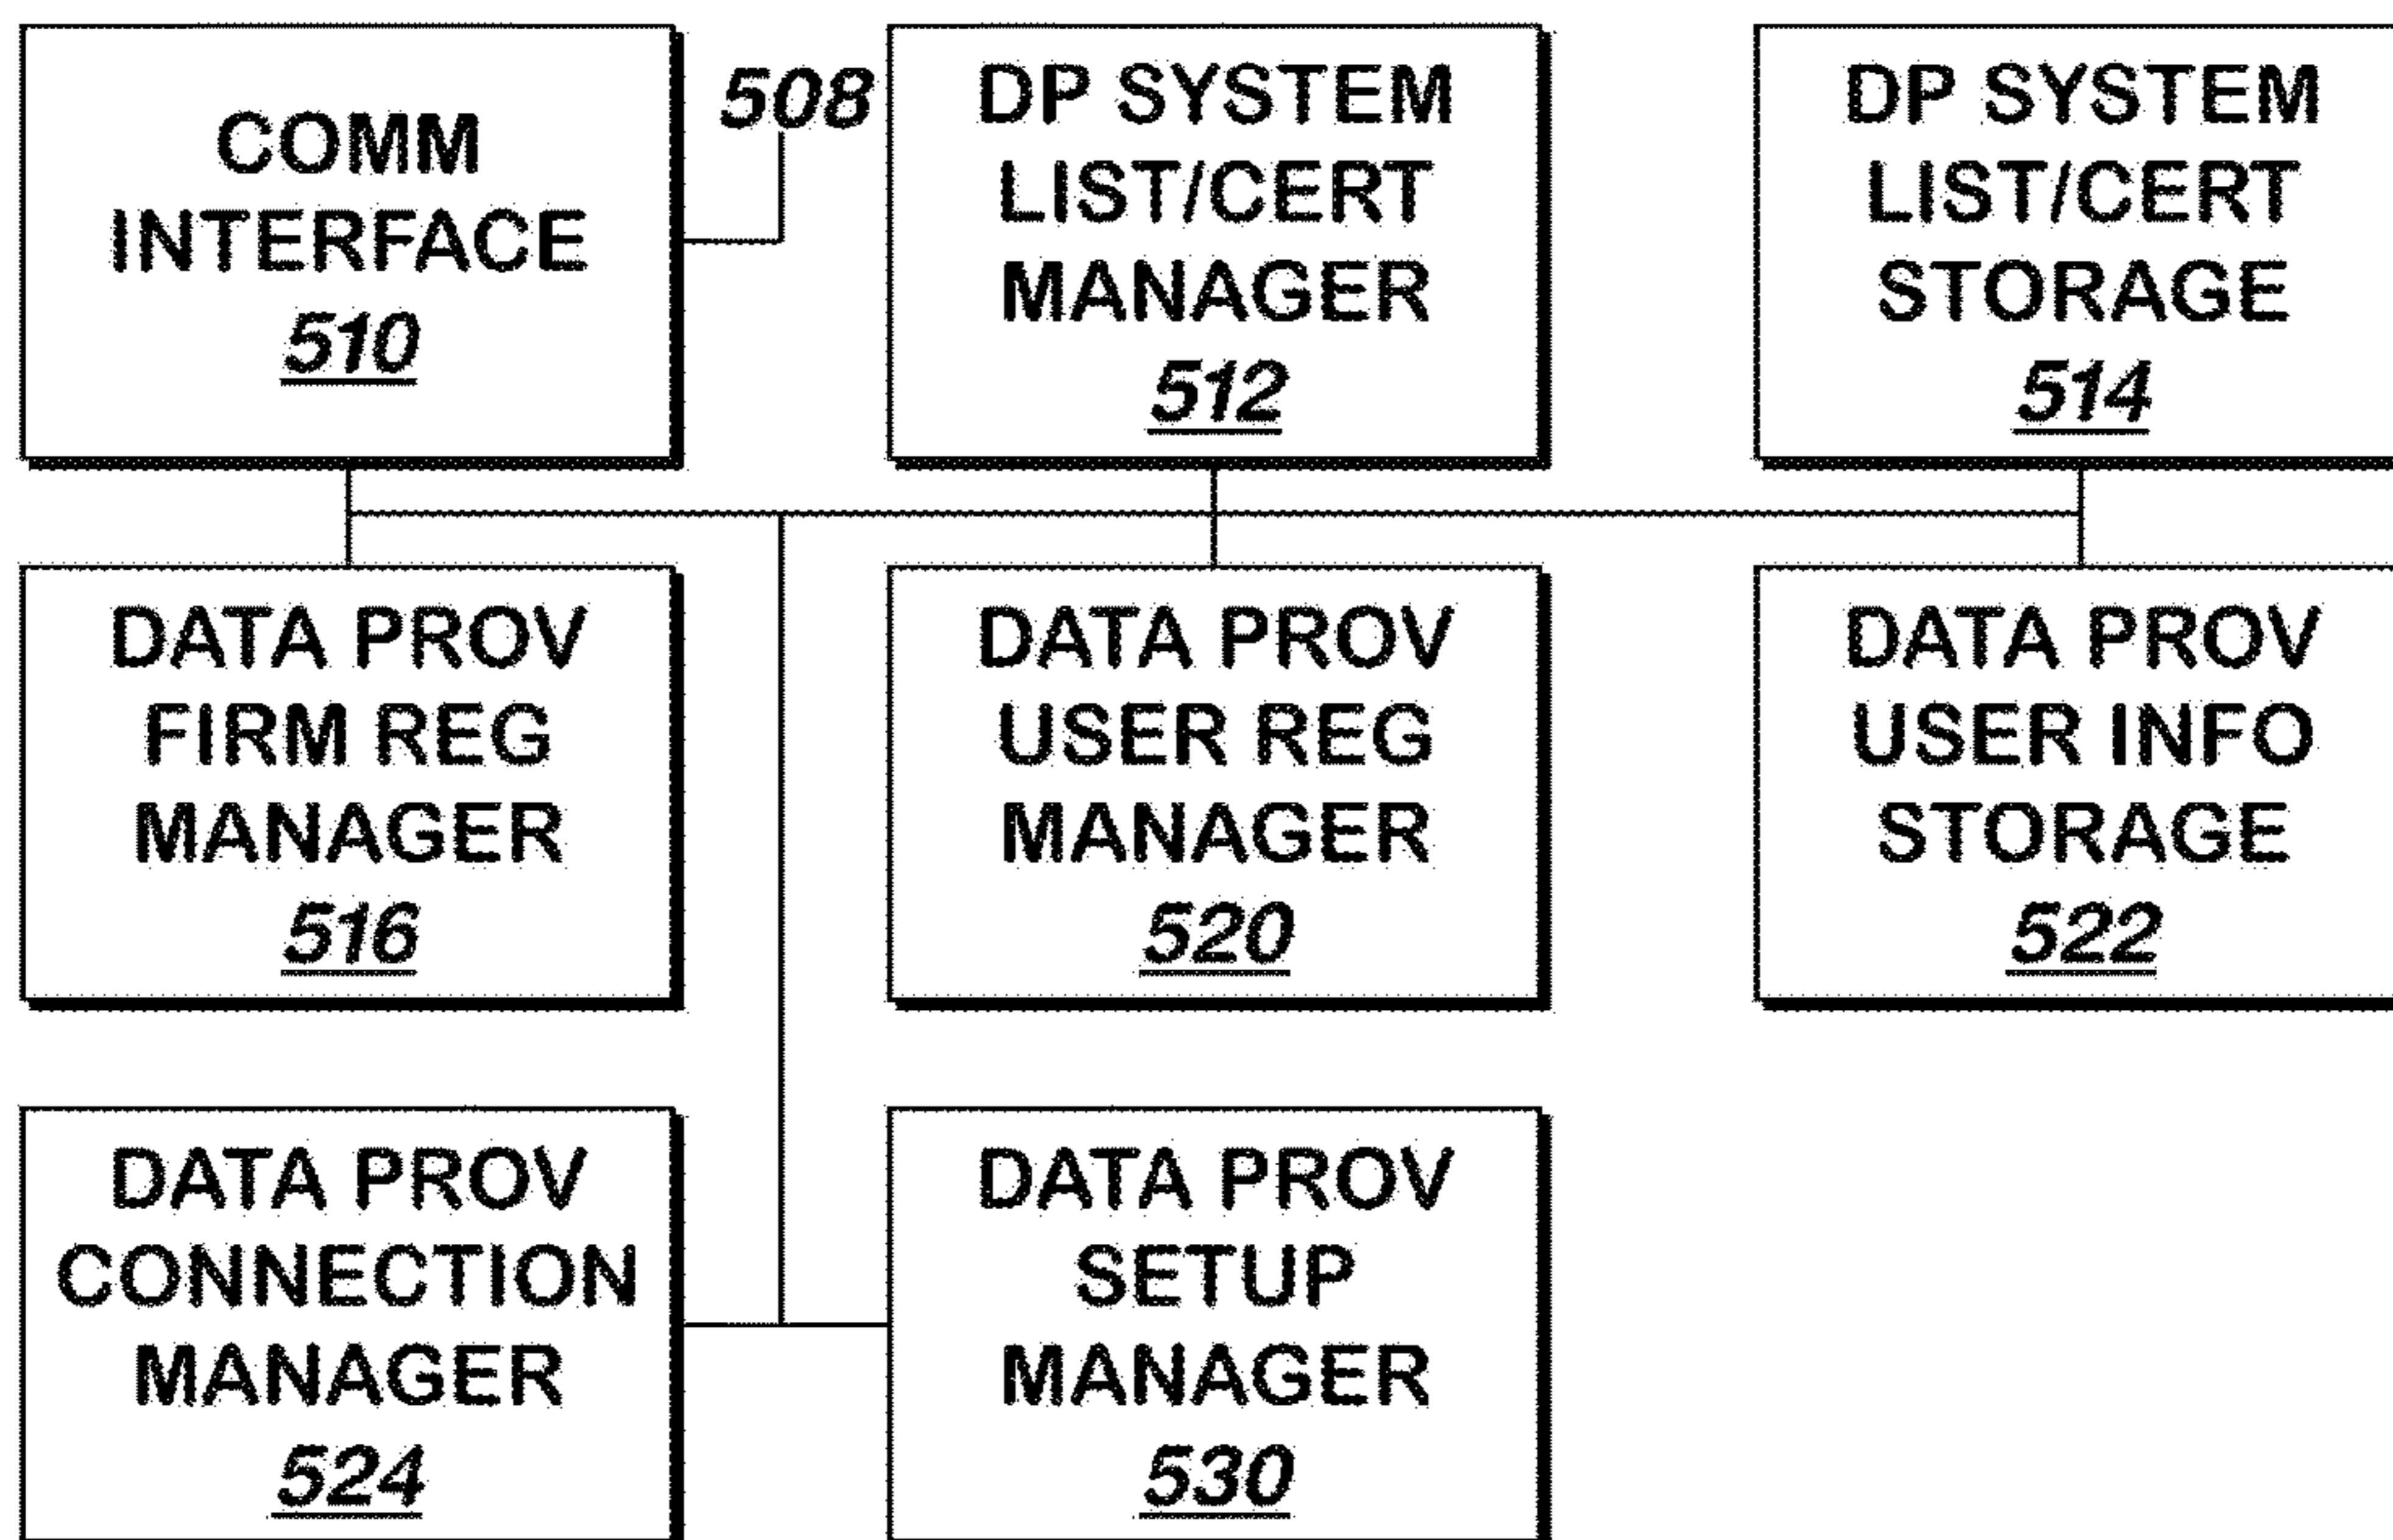 COMM
INTERFACE
510
508
DP SYSTEM
LIST/CERT
MANAGER
512
DP SYSTEM
LIST/CERT
STORAGE
514
DATA PROV
FIRM REG
MANAGER
516
DATA PROV
USER REG
MANAGER
520
DATA PROV
USER INFO
STORAGE
522
DATA PROV
CONNECTION
MANAGER
524
DATA PROV
SETUP
MANAGER
530